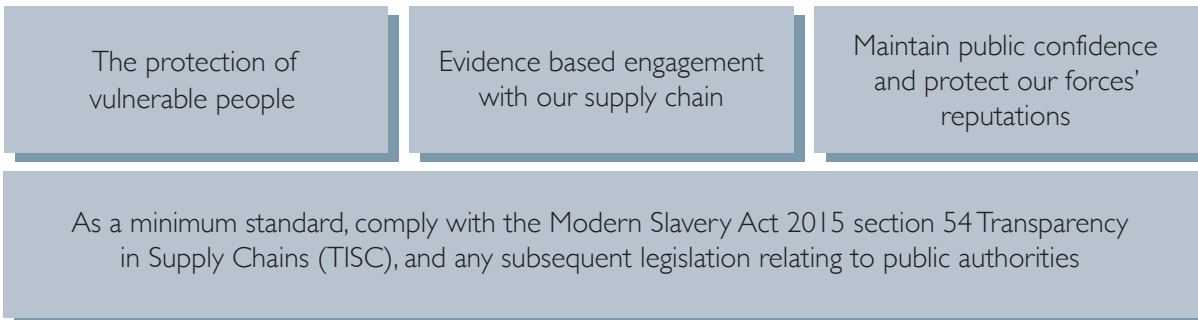 The protection of
vulnerable people
Evidence based engagement
with our supply chain
Maintain public confidence
and protect our forces’
reputations
As a minimum standard, comply with the Modern Slavery Act 2015 section 54 Transparency
in Supply Chains (TISC), and any subsequent legislation relating to public authorities